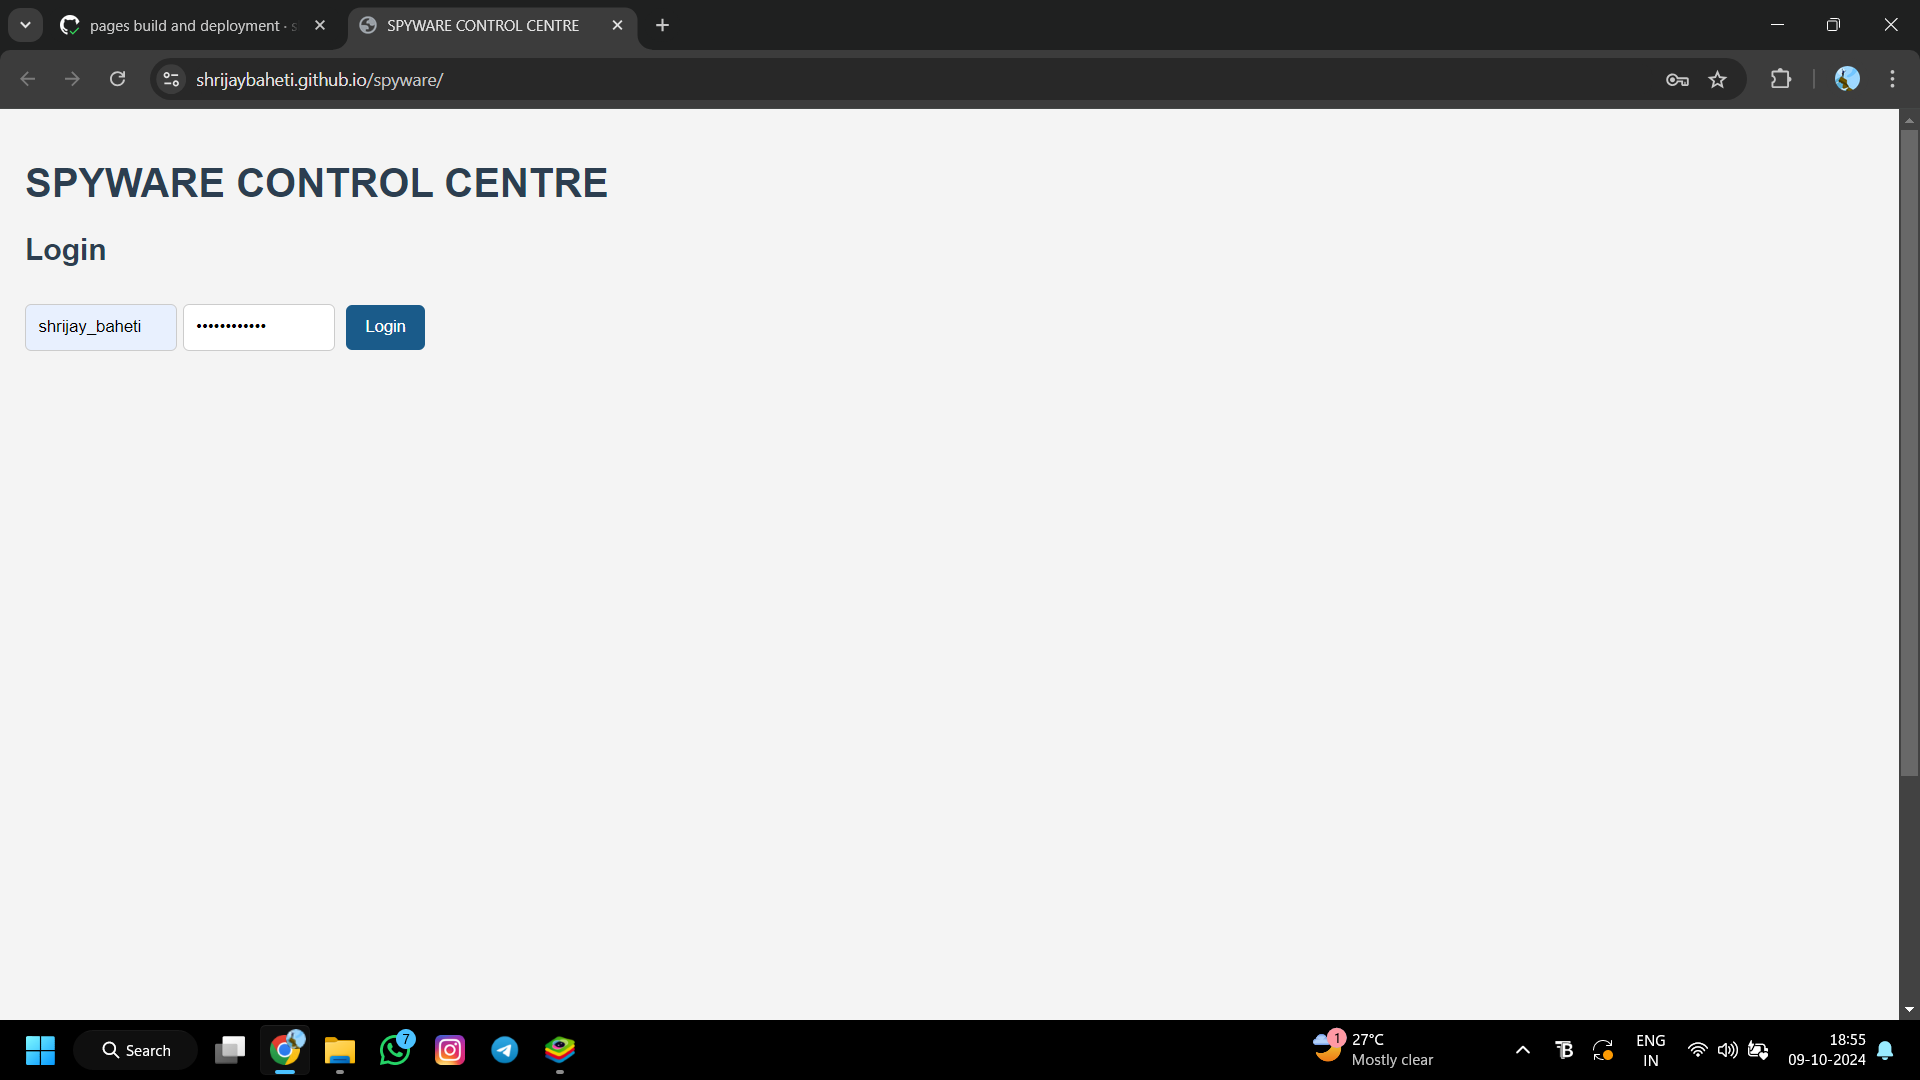 pages build and deployment ·
SPYWARE CONTROL CENTRE
shrijaybaheti.github.io/spyware/
SPYWARE CONTROL CENTRE
Login
shrijay_baheti
••••••••••••
Login
Search
7
1
27°C
Mostly clear
ENG
IN
18:55
09-10-2024